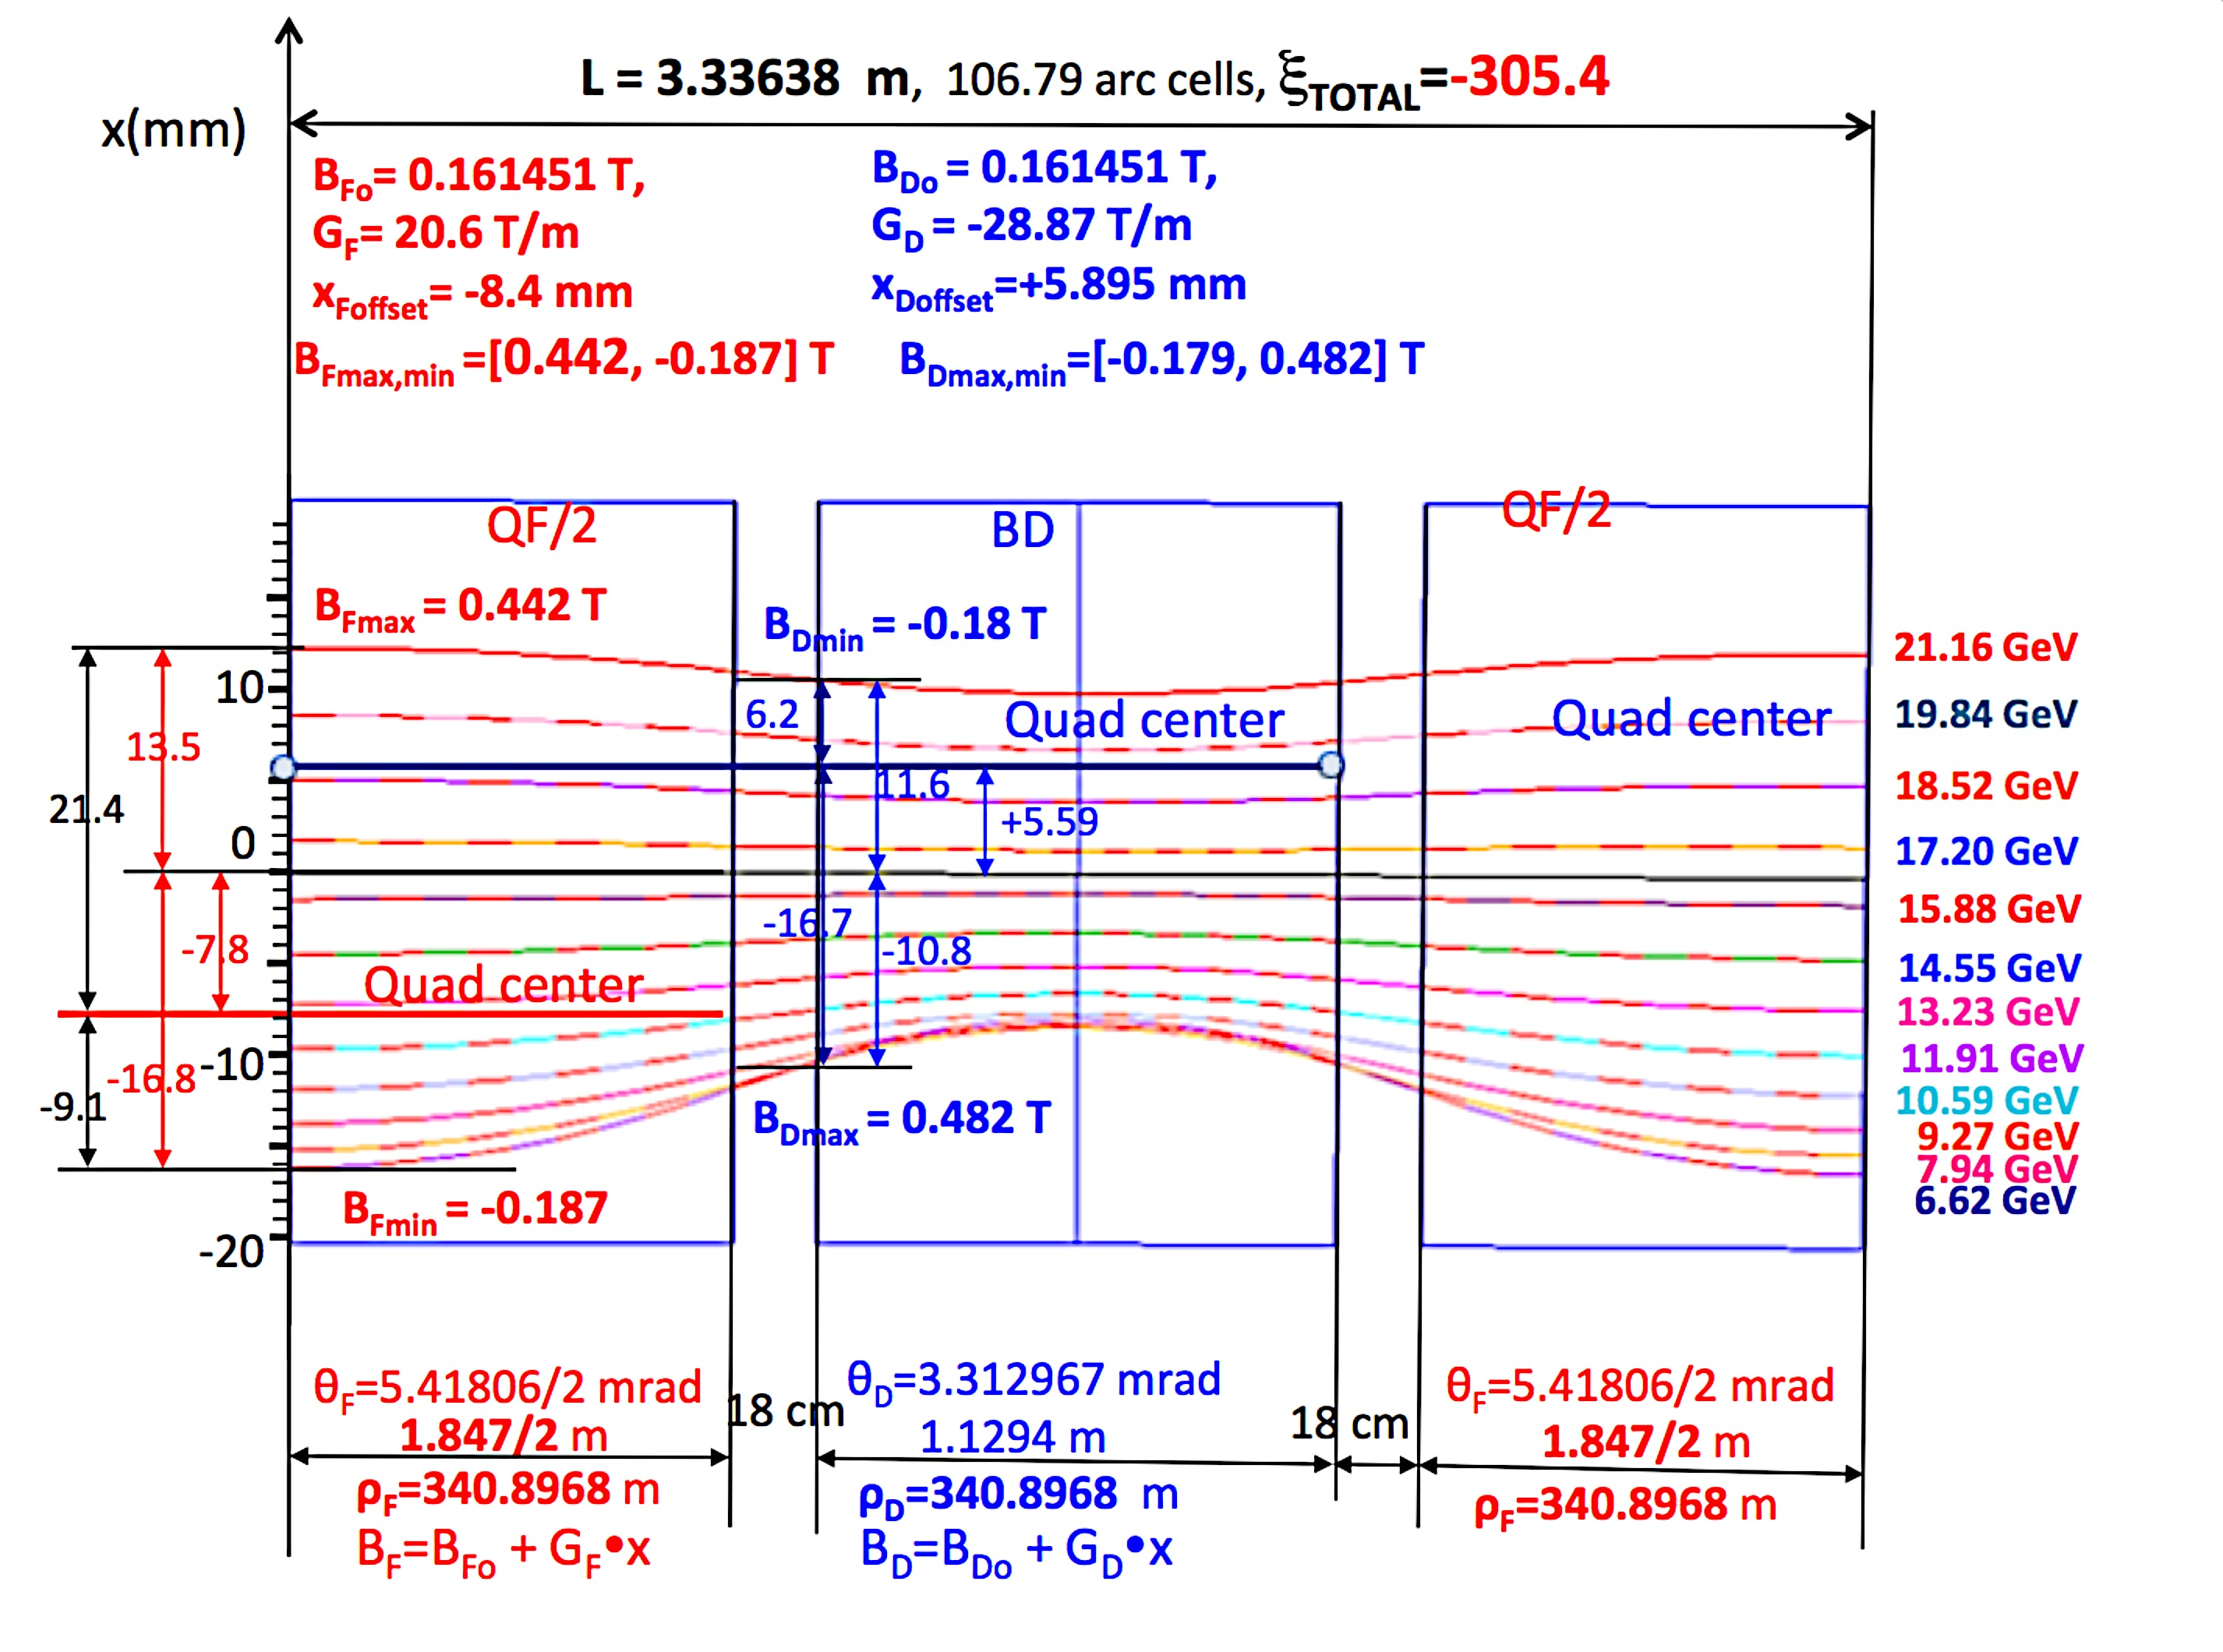 L = 3.33638 m, 106.79 arc cells, ξTOTAL=-305.4
x(mm)
BFo= 0.161451 T,
GF= 20.6 T/m
xFoffset= -8.4 mm
BFmax,min =[0.442, -0.187] T
BDo = 0.161451 T,
GD = -28.87 T/m
xDoffset=+5.895 mm
BDmax,min=[-0.179, 0.482] T
QF/2
BD
QF/2
BFmax = 0.442 T
BDmin = -0.18 T
10
0
-10
-20
13.5
21.4
-7.8
-16.8
-9.1
6.2
11.6
+5.59
-16.7
-10.8
Quad center
Quad center
Quad center
BDmax = 0.482 T
BFmin = -0.187
21.16 GeV
19.84 GeV
18.52 GeV
17.20 GeV
15.88 GeV
14.55 GeV
13.23 GeV
11.91 GeV
10.59 GeV
9.27 GeV
7.94 GeV
6.62 GeV
θF=5.41806/2 mrad
1.847/2 m
ρF=340.8968 m
BF=BFo + GF•x
18 cm
θD=3.312967 mrad
1.1294 m
ρD=340.8968 m
BD=BDo + GD•x
18 cm
θF=5.41806/2 mrad
1.847/2 m
ρF=340.8968 m